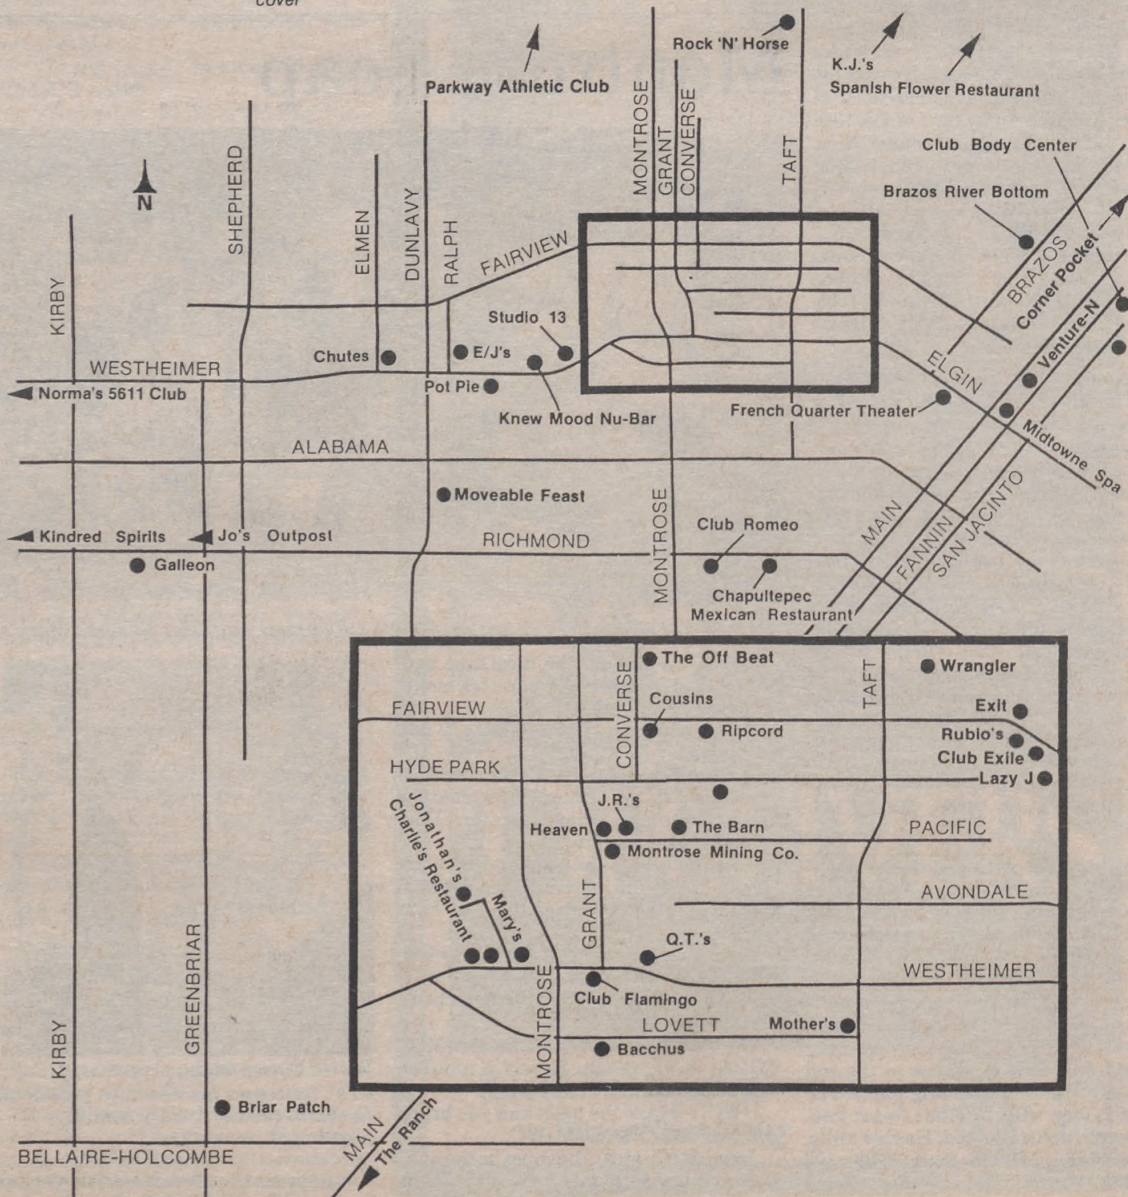 cover
Rock 'N' Horse
K.J.'s
Parkway Athletic Club
Spanish Flower Restaurant
MONTROSE
GRANT
CONVERSE
TAFT
Club Body Center
Brazos River Bottom
N
SHEPHERD
ELMEN
DUNLAVY
RALPH
FAIRVIEW
KIRBY
BRAZOS
Corner Pocket
Venture-N
Studio 13
Chutes
E/J's
WESTHEIMER
Pot Pie
ELGIN
Norma's 5611 Club
Knew Mood Nu-Bar
French Quarter Theater
Midtowne Spa
ALABAMA
Moveable Feast
MONTROSE
MAIN
FANNIN
SAN JACINTO
Club Romeo
Kindred Spirits
Jo's Outpost
RICHMOND
Galleon
Chapultepec
Mexican Restaurant
CONVERSE
The Off Beat
TAFT
Wrangler
Cousins
Exit
FAIRVIEW
Ripcord
Rubio's
Club Exile
HYDE PARK
Lazy J
J.R.'s
Jonathan's
Charlie's Restaurant
Heaven
The Barn
PACIFIC
Montrose Mining Co.
Mary's
GRANT
AVONDALE
Q.T.'s
WESTHEIMER
MONTROSE
Club Flamingo
LOVETT
Mother's
Bacchus
GREENBRIAR
KIRBY
Briar Patch
MAIN
The Ranch
BELLAIRE-HOLCOMBE